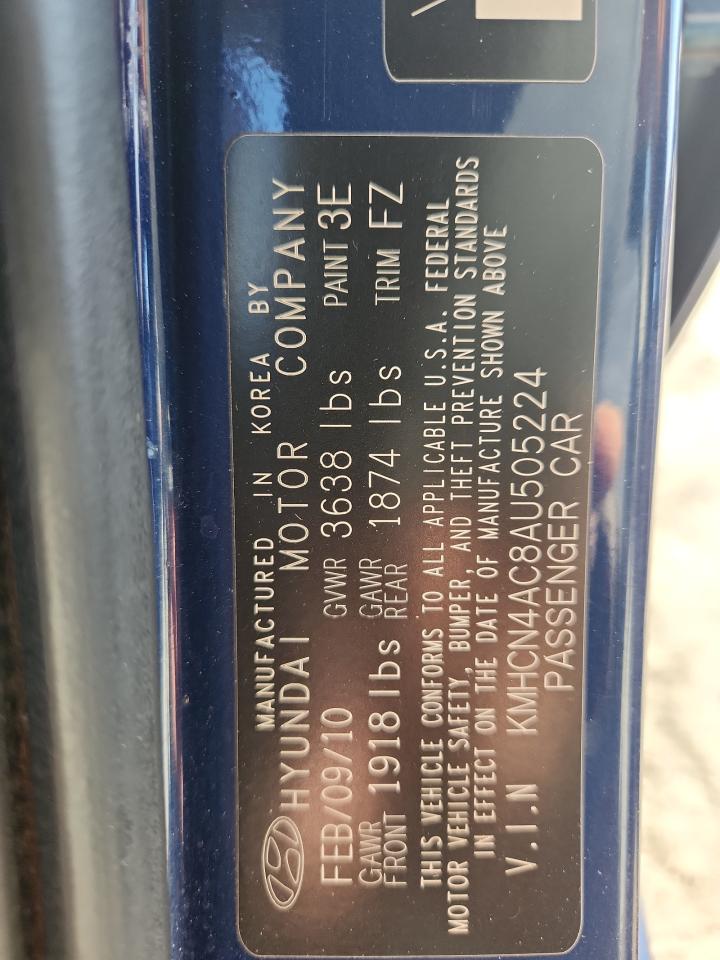 MANUFACTURED IN KOREA BY
HYUNDAI MOTOR COMPANY
FEB/09/10 GVWR 3638 lbs PAINT 3E
GAWR FRONT 1918 lbs GAWR REAR 1874 lbs TRIM FZ
THIS VEHICLE CONFORMS TO ALL APPLICABLE U.S.A. FEDERAL
MOTOR VEHICLE SAFETY, BUMPER, AND THEFT PREVENTION STANDARDS
IN EFFECT ON THE DATE OF MANUFACTURE SHOWN ABOVE
V.I.N KMHCN4AC8AU505224
PASSENGER CAR